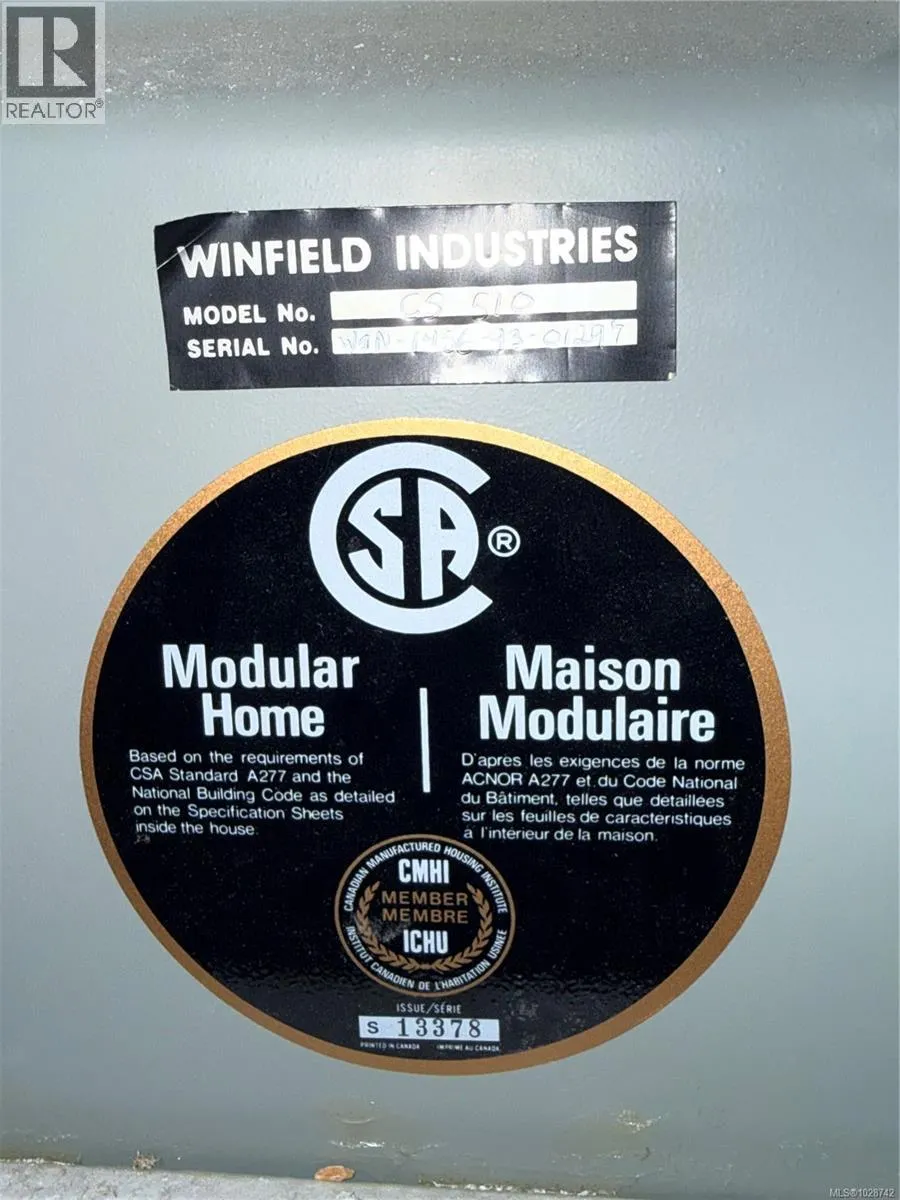 R
REALTOR®
WINFIELD INDUSTRIES
MODEL No. CS 510
SERIAL No.
CSA ®
Modular
Home
Based on the requirements of
CSA Standard A277 and the
National Building Code as detailed
on the Specification Sheets
inside the house.
Maison
Modulaire
D'après les exigences de la norme
ACNOR A277 et du Code National
du Bâtiment, telles que detaillées
sur les feuilles de caracteristiques
à l'intérieur de la maison.
CANADIAN MANUFACTURED HOUSING INSTITUTE
CMHI
MEMBER
MEMBRE
ICHU
INSTITUT CANADIEN DE L'HABITATION USINÉE
ISSUE/SÉRIE
S 13378
PRINTED IN CANADA IMPRIMÉ AU CANADA
MLS®1028742